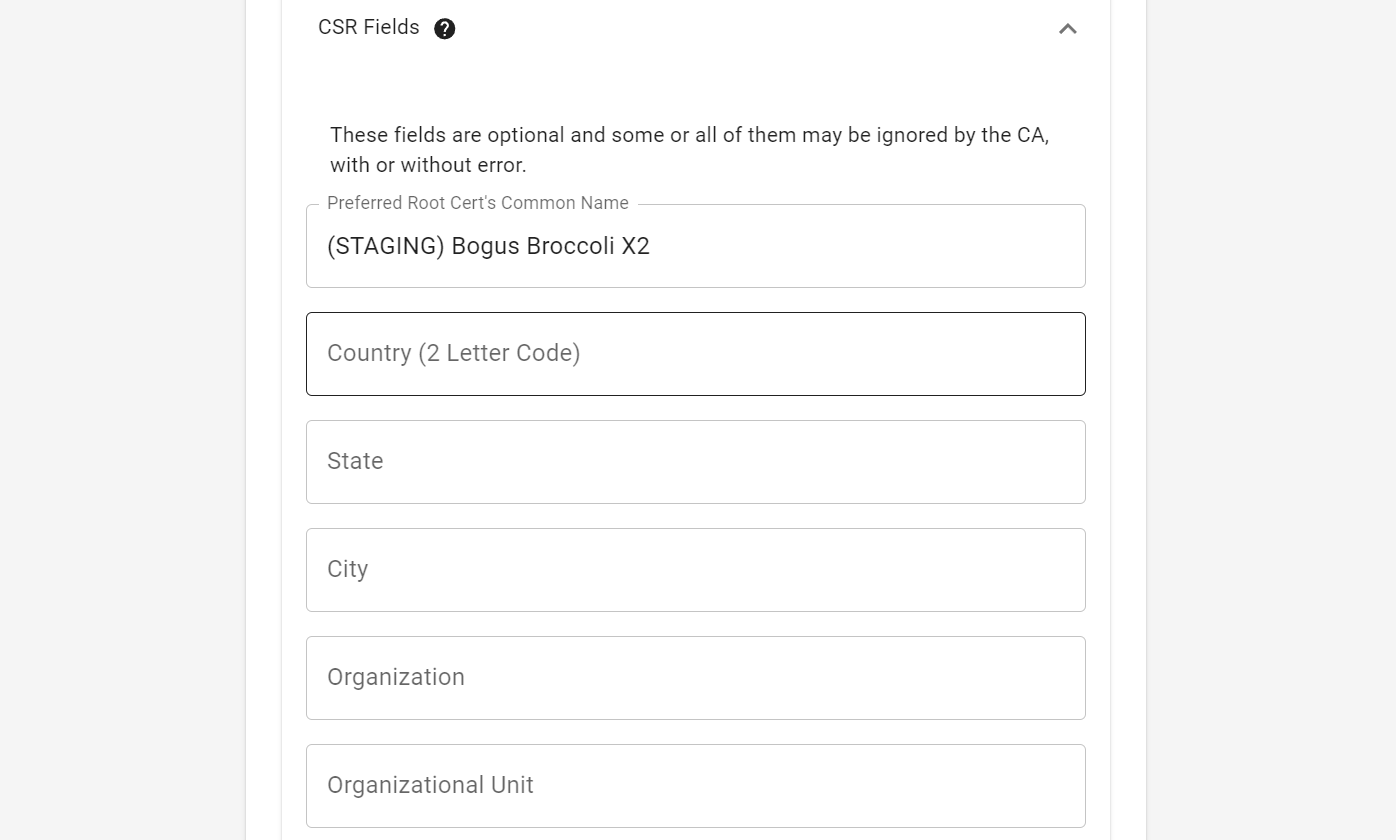 CSR Fields
These fields are optional and some or all of them may be ignored by the CA,
with or without error.
Preferred Root Cert's Common Name
(STAGING) Bogus Broccoli X2
Country (2 Letter Code)
State
City
Organization
Organizational Unit